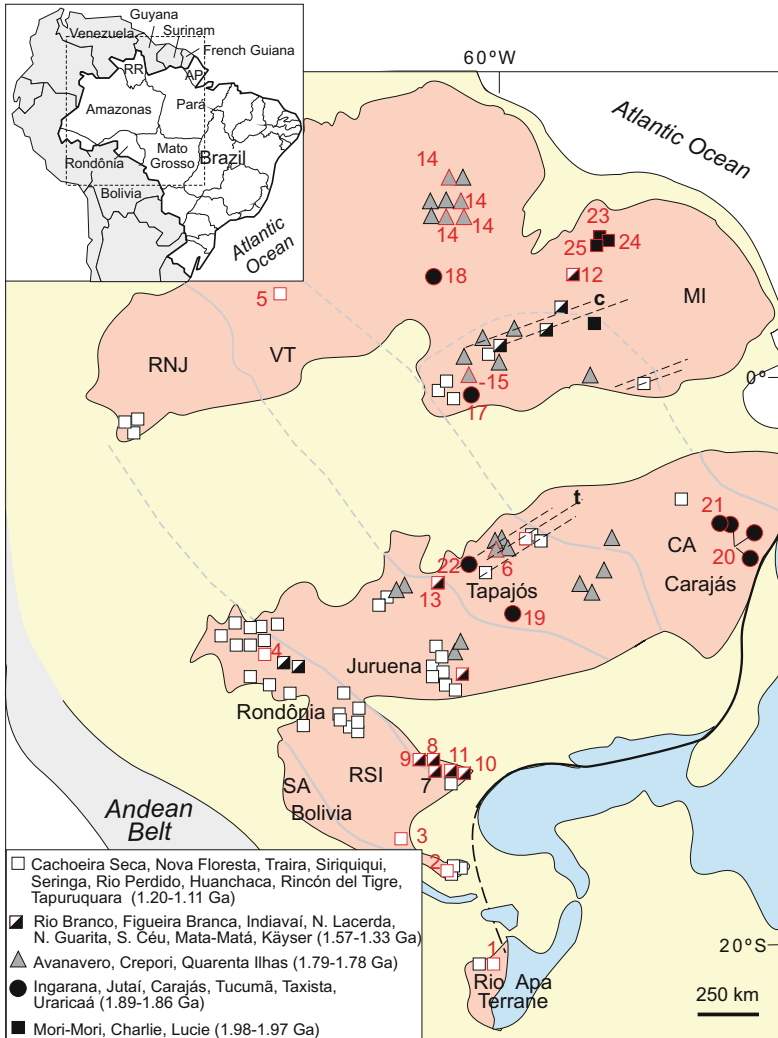 Guyana
Venezuela
Surinam
French Guiana
RR
AP
Amazonas
Pará
Mato
Grosso
Brazil
Rondônia
Bolivia
Atlantic
Ocean
60°W
Atlantic Ocean
14
14
14
14
23
24
25
12
18
5
c
MI
VT
RNJ
-15
17
0°
t
21
CA
20
Carajás
22
6
13
Tapajós
19
4
Juruena
Rondônia
8
9
11
10
7
RSI
SA
Bolivia
Andean
Belt
3
2
1
20°S
Rio Apa
Terrane
250 km
Cachoeira Seca, Nova Floresta, Traira, Siriquiqui,
Seringa, Rio Perdido, Huanchaca, Rincón del Tigre,
Tapuruquara (1.20-1.11 Ga)
Rio Branco, Figueira Branca, Indiavaí, N. Lacerda,
N. Guarita, S. Céu, Mata-Matá, Käyser (1.57-1.33 Ga)
Avanavero, Crepori, Quarenta Ilhas (1.79-1.78 Ga)
Ingarana, Jutaí, Carajás, Tucumã, Taxista,
Uraricaá (1.89-1.86 Ga)
Mori-Mori, Charlie, Lucie (1.98-1.97 Ga)